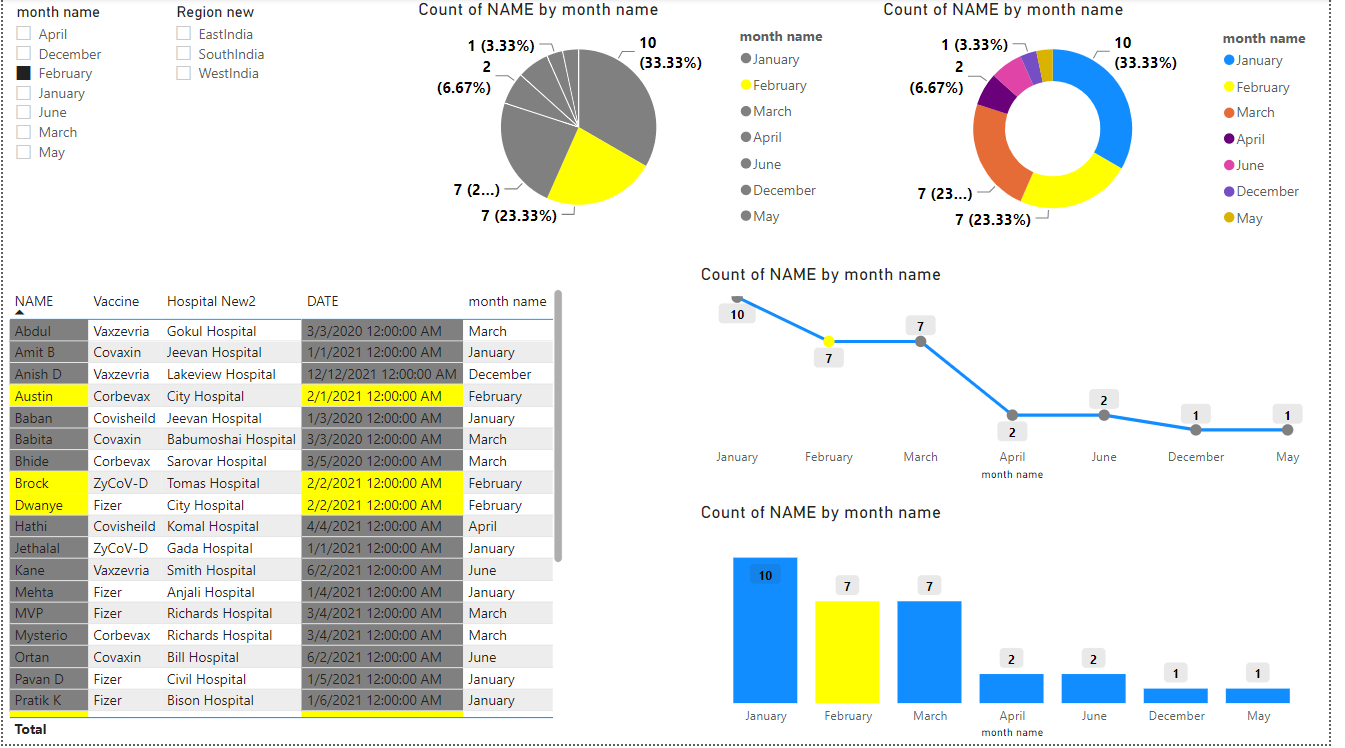 month name
April
December
February
January
June
March
May
Region new
EastIndia
SouthIndia
WestIndia
Count of NAME by month name
1 (3.33%)
2
(6.67%)
7 (2...)
7 (23.33%)
10
(33.33%)
month name
January
February
March
April
June
December
May
Count of NAME by month name
1 (3.33%)
2
(6.67%)
7 (23...)
7 (23.33%)
10
(33.33%)
month name
January
February
March
April
June
December
May
NAME Vaccine Hospital New2 DATE month name
Abdul Vaxzevria Gokul Hospital 3/3/2020 12:00:00 AM March
Amit B Covaxin Jeevan Hospital 1/1/2021 12:00:00 AM January
Anish D Vaxzevria Lakeview Hospital 12/12/2021 12:00:00 AM December
Austin Corbevax City Hospital 2/1/2021 12:00:00 AM February
Baban Covisheild Jeevan Hospital 1/3/2020 12:00:00 AM January
Babita Covaxin Babumoshai Hospital 3/3/2020 12:00:00 AM March
Bhide Corbevax Sarovar Hospital 3/5/2020 12:00:00 AM March
Brock ZyCoV-D Tomas Hospital 2/2/2021 12:00:00 AM February
Dwanye Fizer City Hospital 2/2/2021 12:00:00 AM February
Hathi Covisheild Komal Hospital 4/4/2021 12:00:00 AM April
Jethalal ZyCoV-D Gada Hospital 1/1/2021 12:00:00 AM January
Kane Vaxzevria Smith Hospital 6/2/2021 12:00:00 AM June
Mehta Fizer Anjali Hospital 1/4/2021 12:00:00 AM January
MVP Fizer Richards Hospital 3/4/2021 12:00:00 AM March
Mysterio Corbevax Richards Hospital 3/4/2021 12:00:00 AM March
Ortan Covaxin Bill Hospital 6/2/2021 12:00:00 AM June
Pavan D Fizer Civil Hospital 1/5/2021 12:00:00 AM January
Pratik K Fizer Bison Hospital 1/6/2021 12:00:00 AM January
Total
Count of NAME by month name
10
7
7
2
2
1
1
January February March April June December May
month name
Count of NAME by month name
10
7
7
2
2
1
1
January February March April June December May
month name